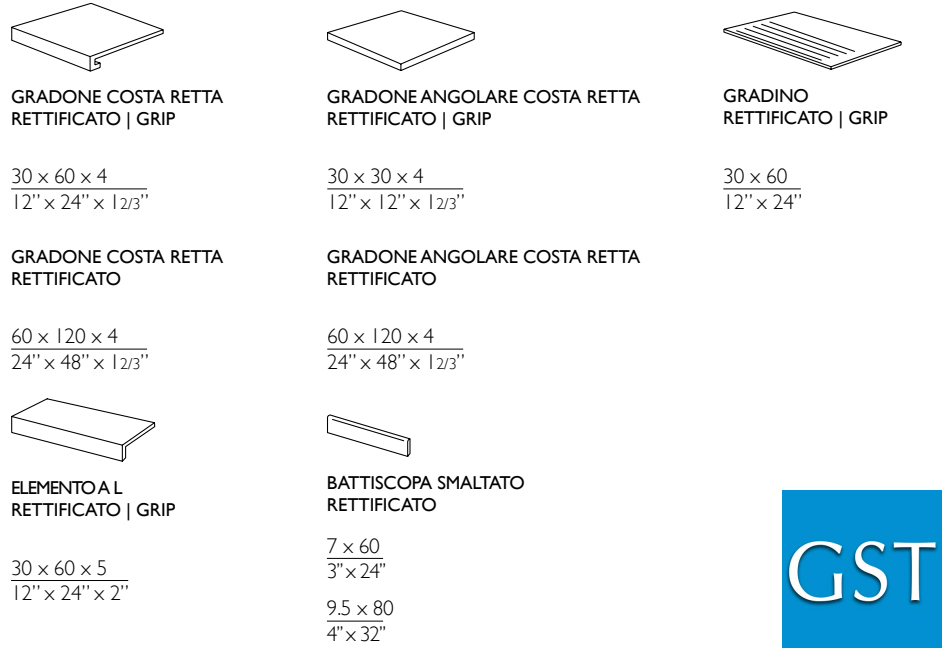 GRADONE COSTA RETTA
RETTIFICATO | GRIP
30 x 60 x 4
12’’ x 24’’ x 12/3’’
GRADONE ANGOLARE COSTA RETTA
RETTIFICATO | GRIP
30 x 30 x 4
12’’ x 12’’ x 12/3’’
GRADINO
RETTIFICATO | GRIP
30 x 60
12’’ x 24’’
GRADONE COSTA RETTA
RETTIFICATO
60 x 120 x 4
24’’ x 48’’ x 12/3’’
GRADONE ANGOLARE COSTA RETTA
RETTIFICATO
60 x 120 x 4
24’’ x 48’’ x 12/3’’
ELEMENTO A L
RETTIFICATO | GRIP
30 x 60 x 5
12’’ x 24’’ x 2’’
BATTISCOPA SMALTATO
RETTIFICATO
7 x 60
3’’ x 24’’
9.5 x 80
4’’ x 32’’
GST